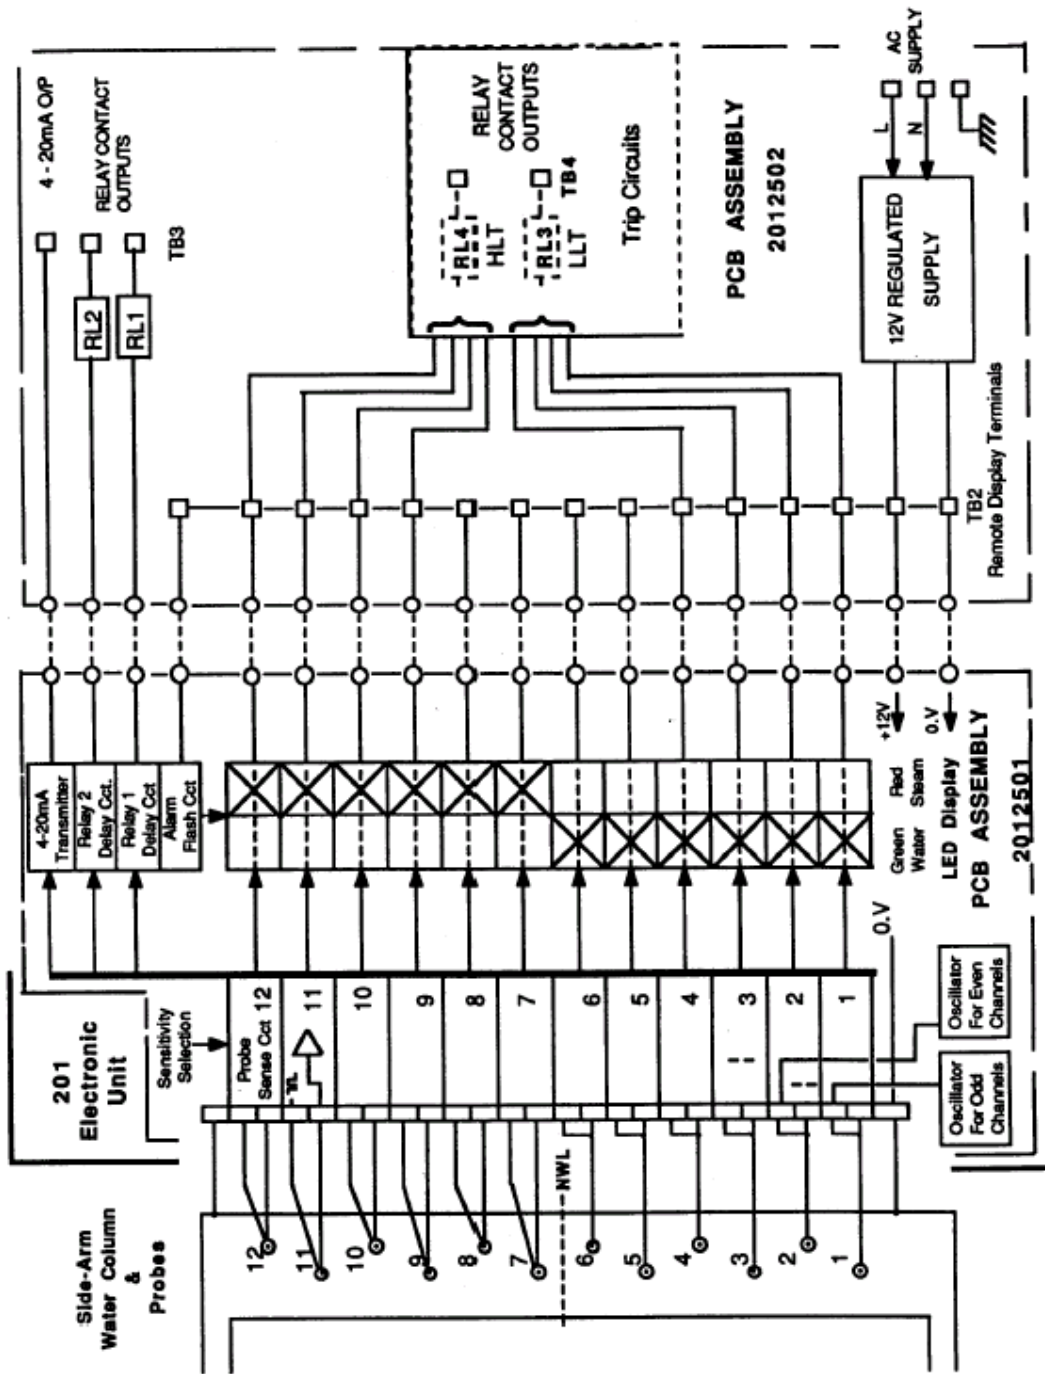 Side-Arm
Water Column
&
Probes
201
Electronic
Unit
Sensitivity
Selection
Probe
Sense Cct 12
11
10
9
8
7
6
5
4
3
2
1
12
11
10
9
8
7
NWL
6
5
4
3
2
1
Oscillator
For Odd
Channels
Oscillator
For Even
Channels
0.V
4-20mA
Transmitter
Relay 2
Delay Cct.
Relay 1
Delay Cct
Alarm
Flash Cct
Green
Water
Red
Steam
LED Display
PCB ASSEMBLY
2012501
+12V
0.V
TB2
Remote Display Terminals
4 - 20mA O/P
RL2
RL1
RELAY CONTACT
OUTPUTS
TB3
RL4
HLT
RL3
LLT
TB4
RELAY
CONTACT
OUTPUTS
Trip Circuits
PCB ASSEMBLY
2012502
12V REGULATED
SUPPLY
L
N
AC
SUPPLY